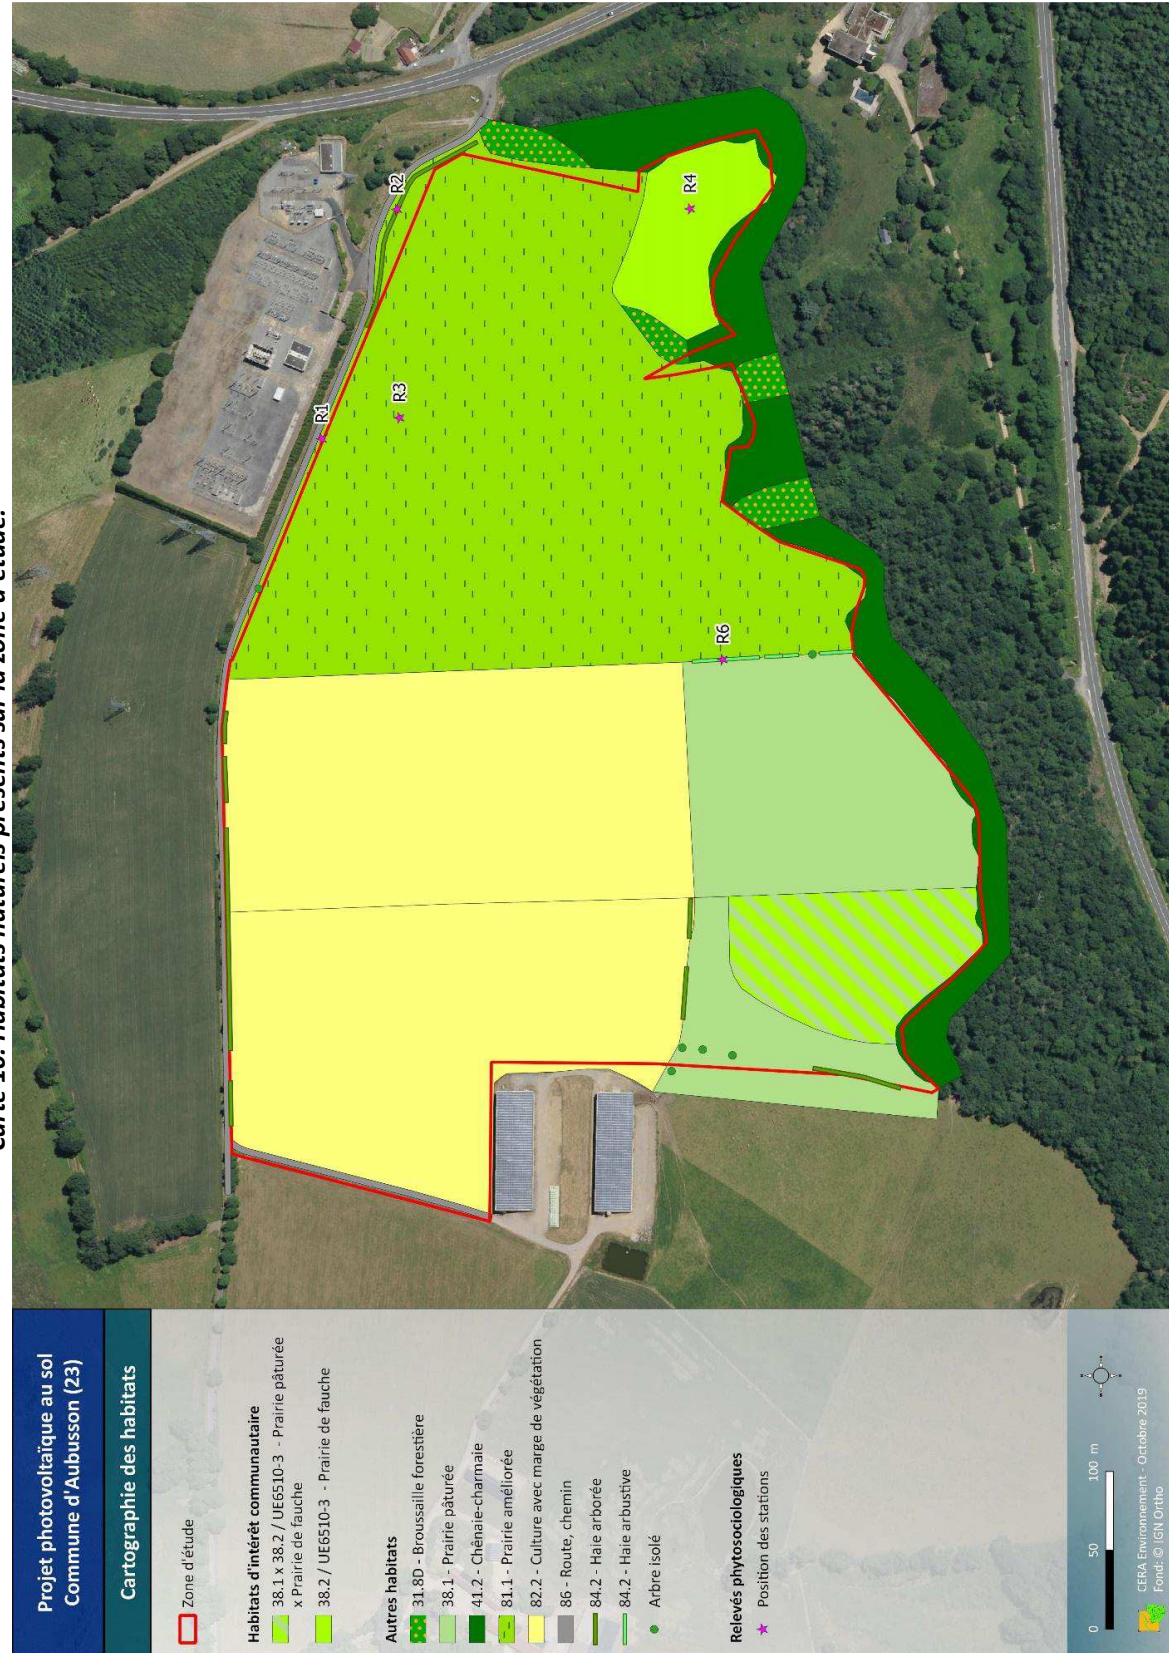 Carte 16: Habitats naturels présents sur la zone d'étude.
Projet photovoltaïque au sol
Commune d'Aubusson (23)
Cartographie des habitats
Zone d'étude
Habitats d'intérêt communautaire
38.1 x 38.2 / UE6510-3 - Prairie pâturée
x Prairie de fauche
38.2 / UE6510-3 - Prairie de fauche
Autres habitats
31.8D - Broussaille forestière
38.1 - Prairie pâturée
41.2 - Chênaie-charmaie
81.1 - Prairie améliorée
82.2 - Culture avec marge de végétation
86 - Route, chemin
84.2 - Haie arborée
84.2 - Haie arbustive
Arbre isolé
Relevés phytosociologiques
Position des stations
0 50 100 m
CERA Environnement - Octobre 2019
Fond: © IGN Ortho
R1
R2
R3
R4
R6